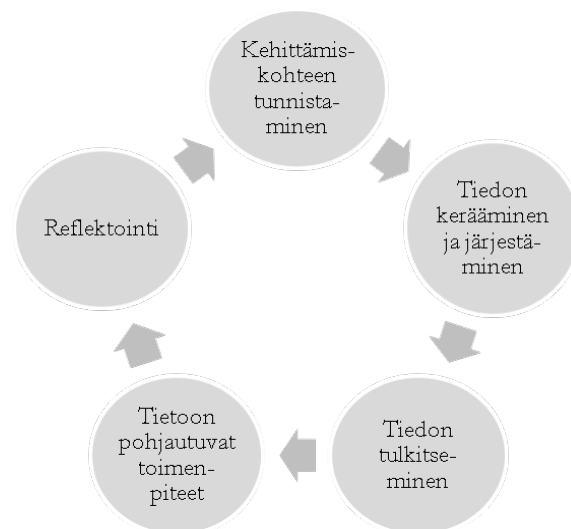 Kehittämis-
kohteen
tunnista-
minen
Tiedon
kerääminen
ja järjestä-
minen
Tiedon
tulkitse-
minen
Tietoon
pohjautuvat
toimen-
piteet
Reflektointi